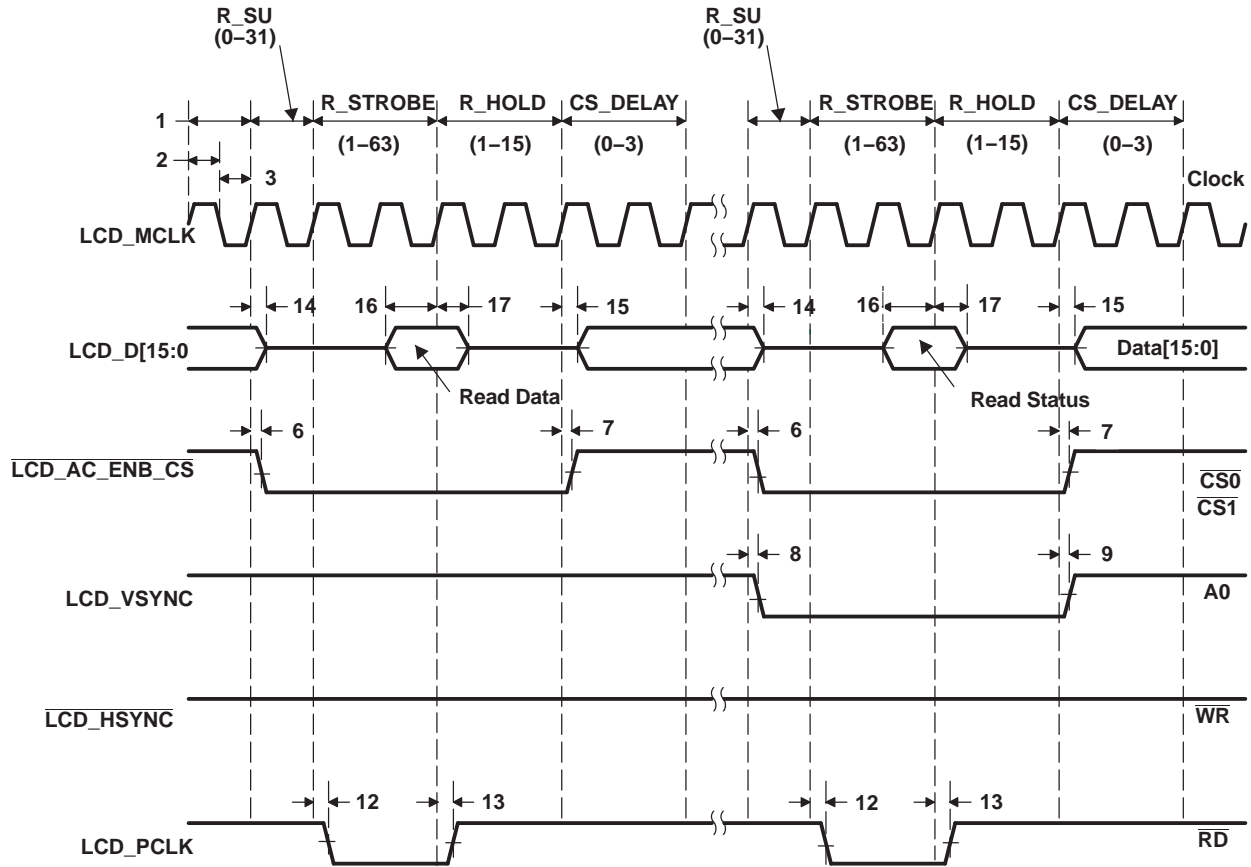 R_SU
(0–31)
R_SU
(0–31)
R_STROBE
R_HOLD
CS_DELAY
R_STROBE
R_HOLD
CS_DELAY
1
(1–63)
(1–15)
(0–3)
(1–63)
(1–15)
(0–3)
2
3
Clock
LCD_MCLK
14
16
17
15
14
16
17
15
LCD_D[15:0
Data[15:0]
Read Data
Read Status
6
7
6
7
LCD_AC_ENB_CS
CS0
CS1
8
9
LCD_VSYNC
A0
LCD_HSYNC
WR
12
13
12
13
LCD_PCLK
RD